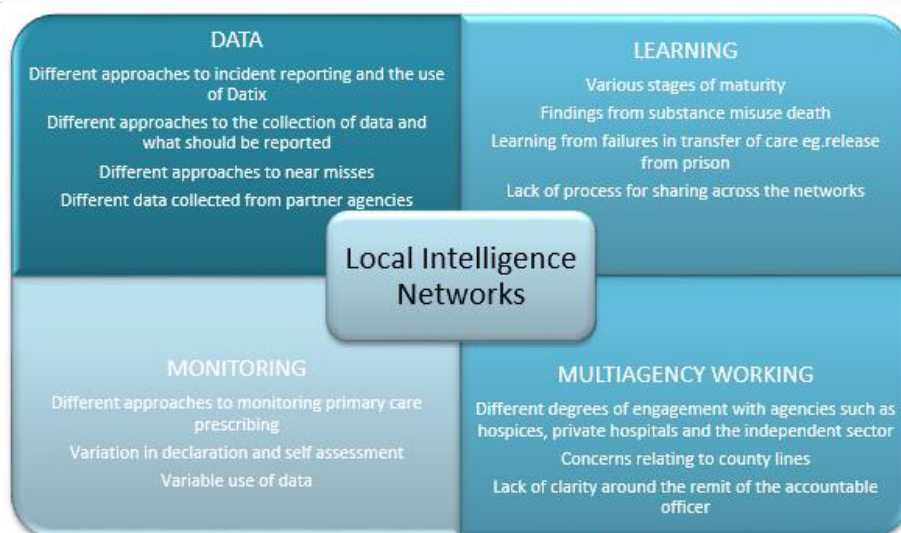 DATA
Different approaches to incident reporting and the use
of Datix
Different approaches to the collection of data and
what should be reported
Different approaches to near misses
Different data collected from partner agencies
LEARNING
Various stages of maturity
Findings from substance misuse death
Learning from failures in transfer of care eg.release
from prison
Lack of process for sharing across the networks
Local Intelligence
Networks
MONITORING
Different approaches to monitoring primary care
prescribing
Variation in declaration and self assessment
Variable use of data
MULTIAGENCY WORKING
Different degrees of engagement with agencies such as
hospices, private hospitals and the independent sector
Concerns relating to county lines
Lack of clarity around the remit of the accountable
officer